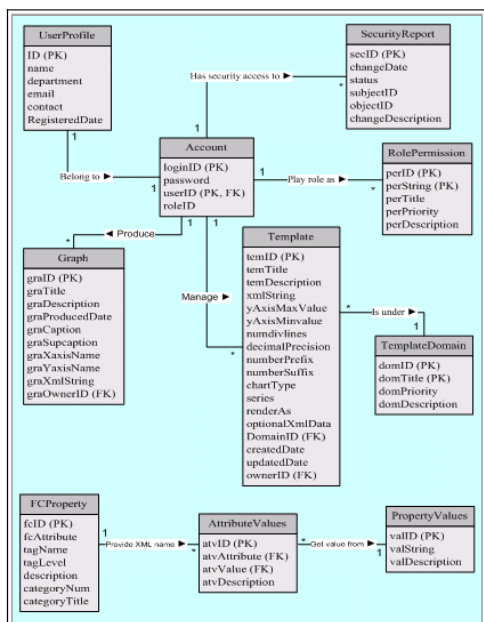 UserProfile
ID (PK)
name
department
email
contact
RegisteredDate
SecurityReport
secID (PK)
changeDate
status
subjectID
objectID
changeDescription
Has security access to ►
1
*
1
1
Belong to ►
1
Account
loginID (PK)
password
userID (PK, FK)
roleID
1
Play role as ►
*
RolePermission
perID (PK)
perString (PK)
perTitle
perPriority
perDescription
1
1
◄ Produce
*
Graph
graID (PK)
graTitle
graDescription
graProducedDate
graCaption
graSupcaption
graXaxisName
graYaxisName
graXmlString
graOwnerID (FK)
Manage ►
*
Template
temID (PK)
temTitle
temDescription
xmlString
yAxisMaxValue
yAxisMinvalue
numdivlines
decimalPrecision
numberPrefix
numberSuffix
chartType
series
renderAs
optionalXmlData
DomainID (FK)
createdDate
updatedDate
ownerID (FK)
*
Is under ►
1
TemplateDomain
domID (PK)
domTitle (PK)
domPriority
domDescription
FCProperty
fcID (PK)
fcAttribute
tagName
tagLevel
description
categoryNum
categoryTitle
1
Provide XML name ►
*
AttributeValues
atvID (PK)
atvAttribute (FK)
atvValue (FK)
atvDescription
*
Get value from ►
1
PropertyValues
valID (PK)
valString
valDescription